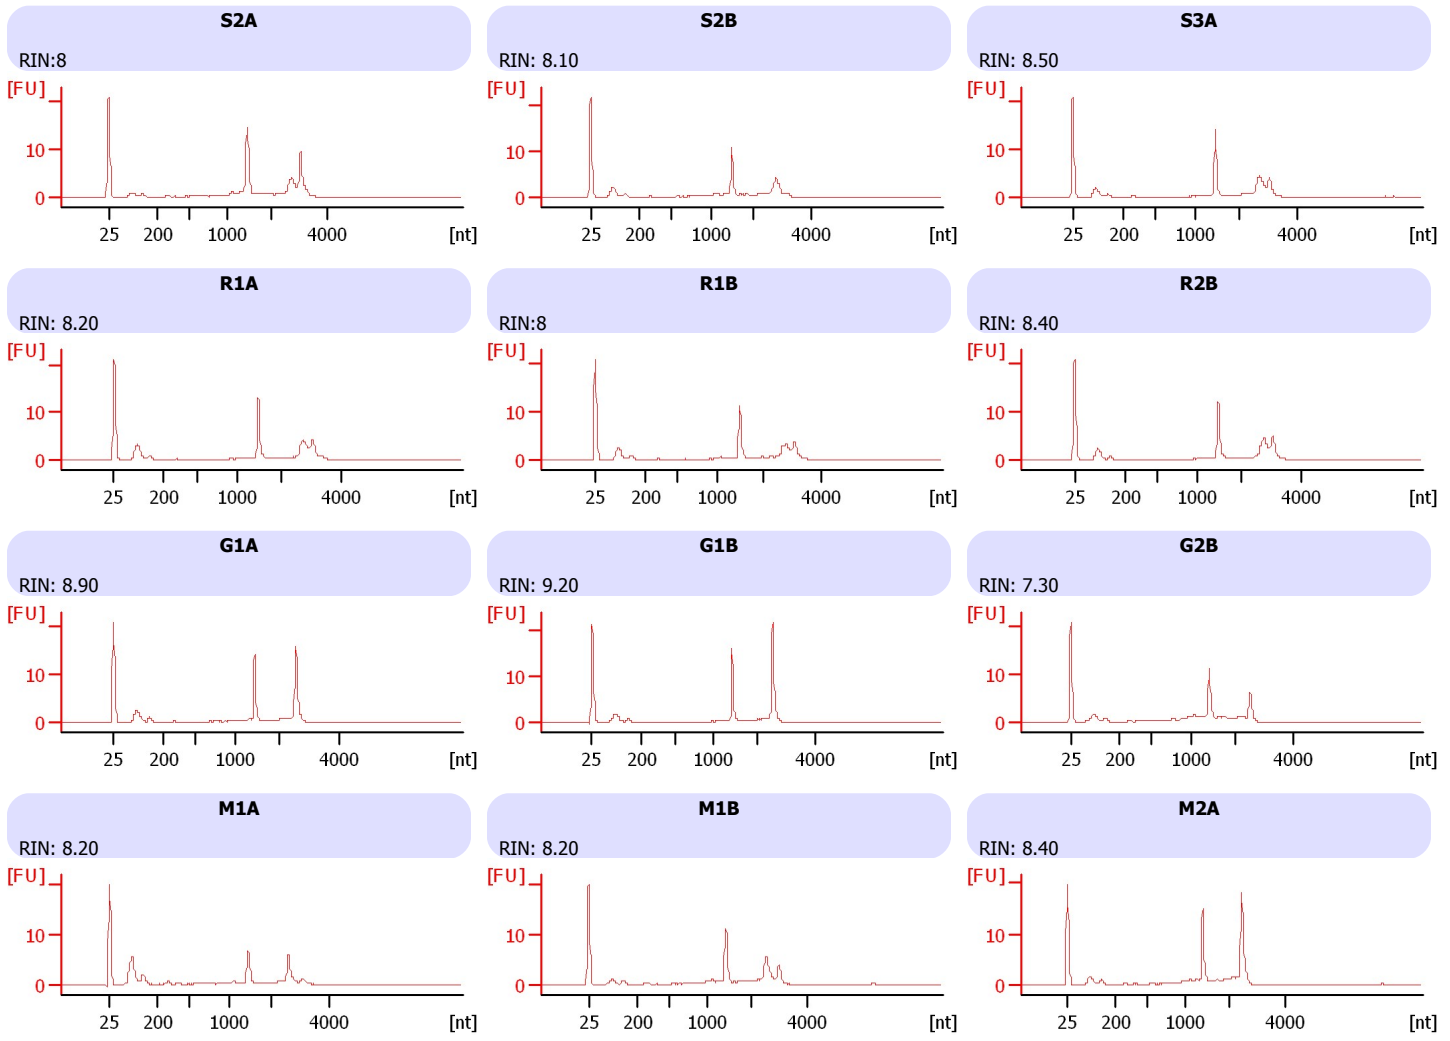 S2A
RIN:8
[FU]
10
0
25 200 1000 4000 [nt]
S2B
RIN: 8.10
[FU]
10
0
25 200 1000 4000 [nt]
S3A
RIN: 8.50
[FU]
10
0
25 200 1000 4000 [nt]
R1A
RIN: 8.20
[FU]
10
0
25 200 1000 4000 [nt]
R1B
RIN:8
[FU]
10
0
25 200 1000 4000 [nt]
R2B
RIN: 8.40
[FU]
10
0
25 200 1000 4000 [nt]
G1A
RIN: 8.90
[FU]
10
0
25 200 1000 4000 [nt]
G1B
RIN: 9.20
[FU]
10
0
25 200 1000 4000 [nt]
G2B
RIN: 7.30
[FU]
10
0
25 200 1000 4000 [nt]
M1A
RIN: 8.20
[FU]
10
0
25 200 1000 4000 [nt]
M1B
RIN: 8.20
[FU]
10
0
25 200 1000 4000 [nt]
M2A
RIN: 8.40
[FU]
10
0
25 200 1000 4000 [nt]